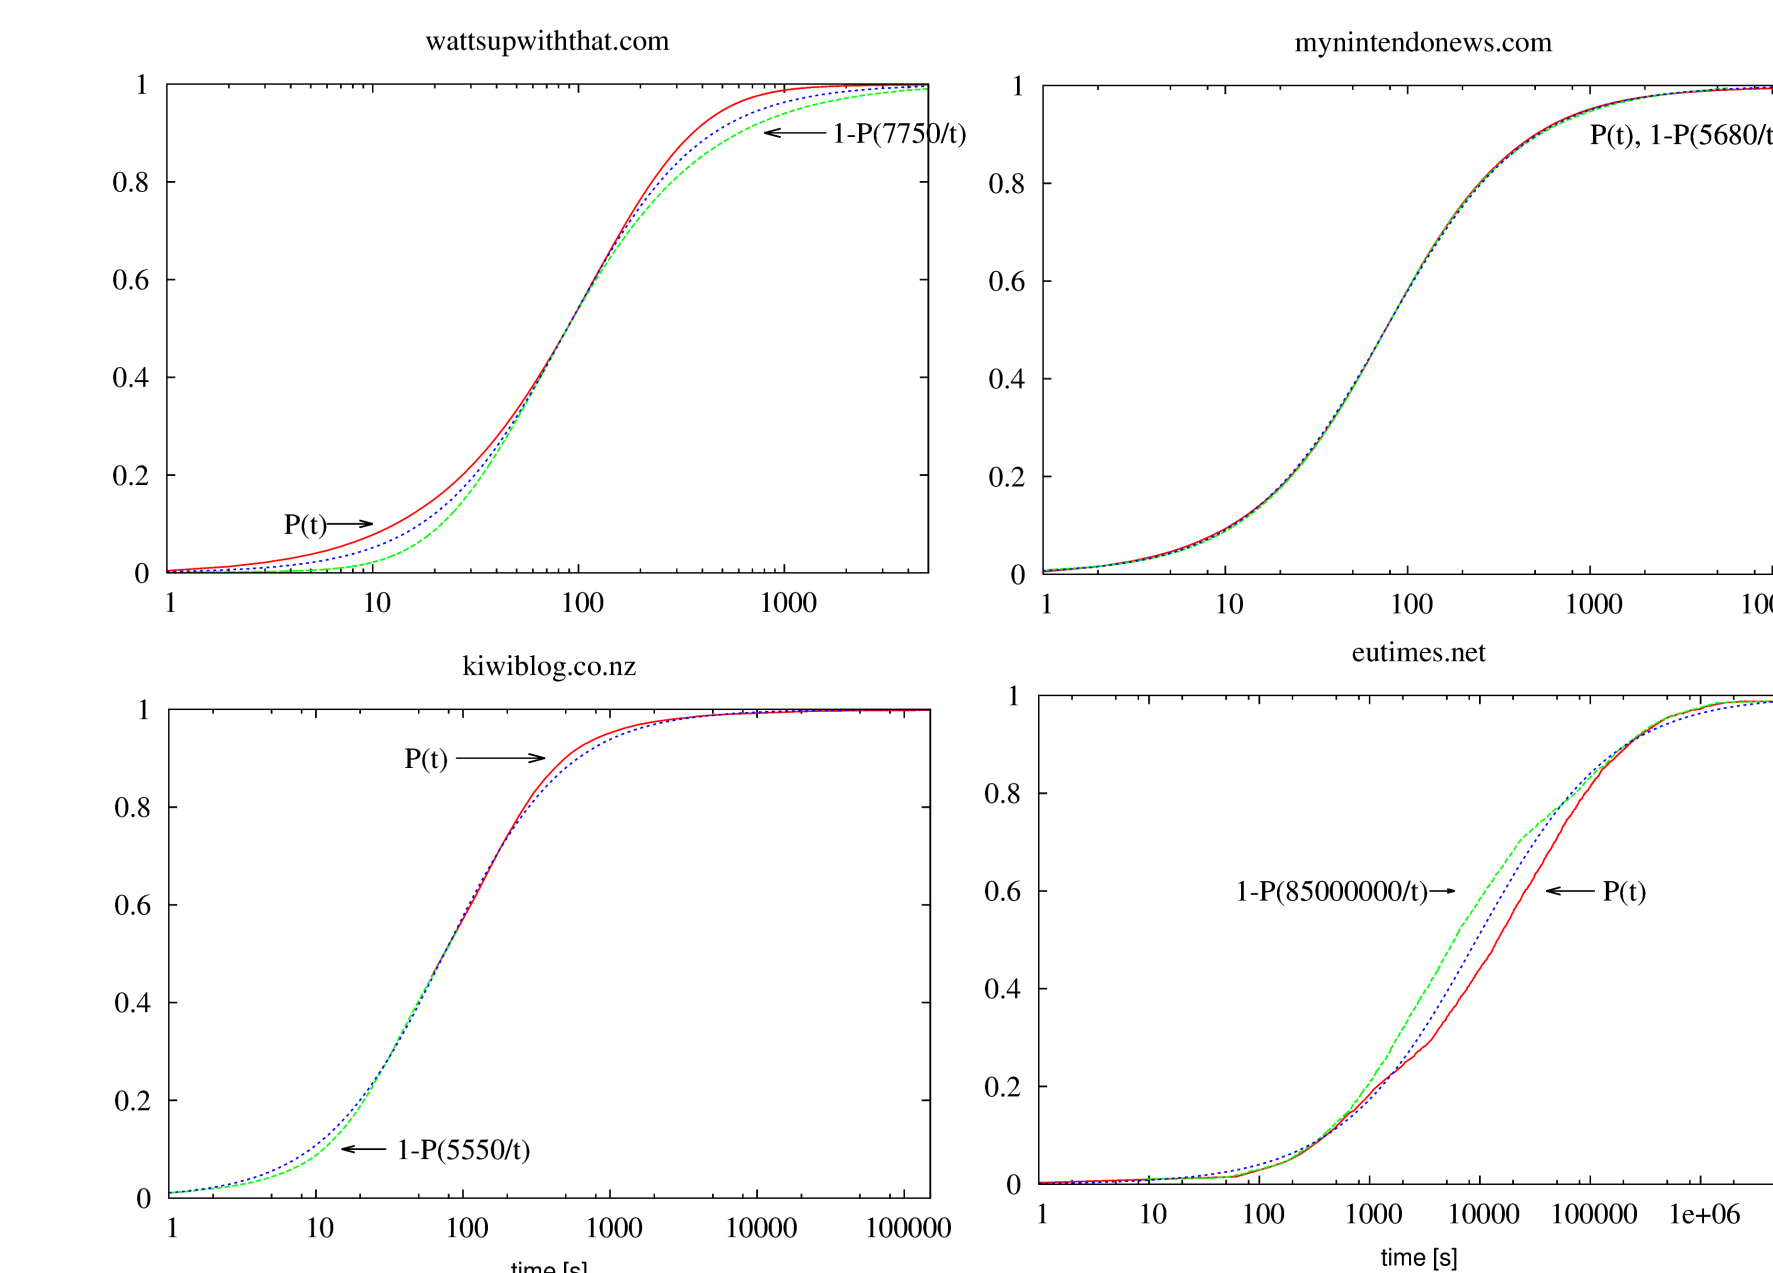 wattsupwiththat.com
1
0.8
0.6
0.4
0.2
0
1-P(7750/t)
P(t)
1 10 100 1000
mynintendonews.com
1
0.8
0.6
0.4
0.2
0
P(t), 1-P(5680/t
1 10 100 1000
kiwiblog.co.nz
1
0.8
0.6
0.4
0.2
0
P(t)
1-P(5550/t)
1 10 100 1000 10000 100000
time [s]
eutimes.net
1
0.8
0.6
0.4
0.2
0
1-P(85000000/t)
P(t)
1 10 100 1000 10000 100000 1e+06
time [s]